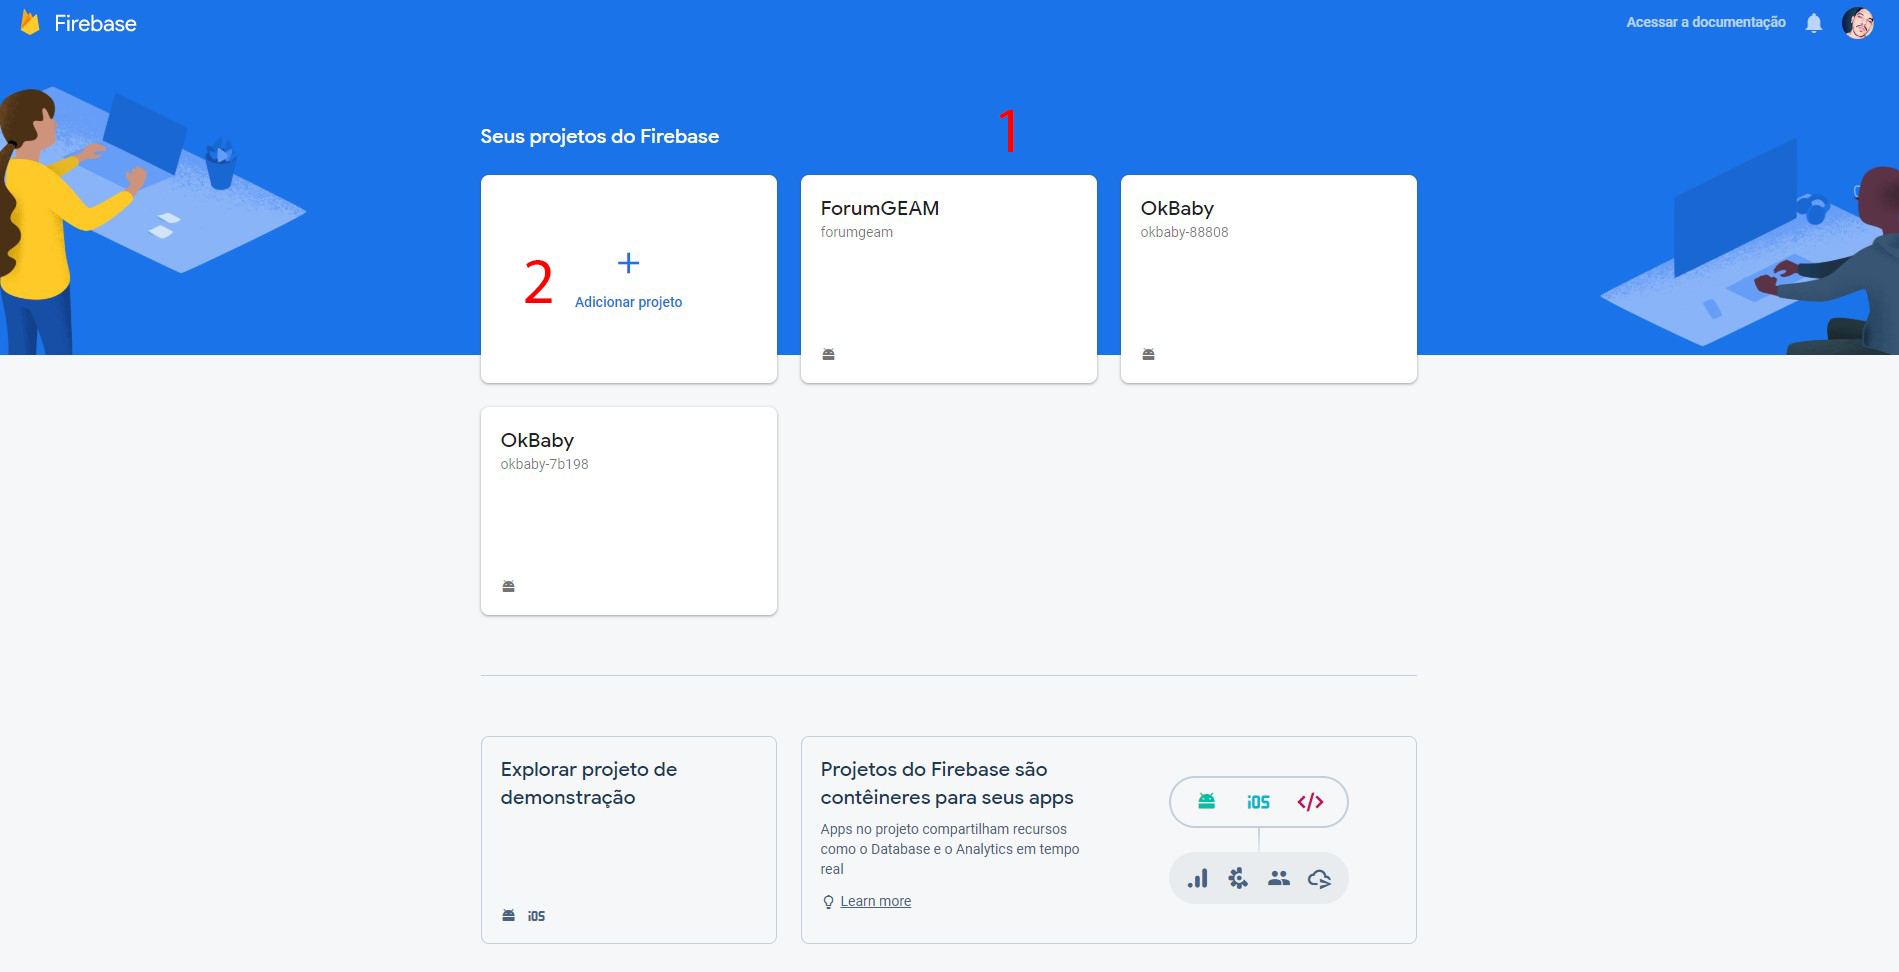 Firebase
Acessar a documentação
Seus projetos do Firebase
1
2
Adicionar projeto
ForumGEAM
forumgeam
OkBaby
okbaby-88808
OkBaby
okbaby-7b198
Explorar projeto de
demonstração
iOS
Projetos do Firebase são
contêineres para seus apps
Apps no projeto compartilham recursos
como o Database e o Analytics em tempo
real
Learn more
iOS